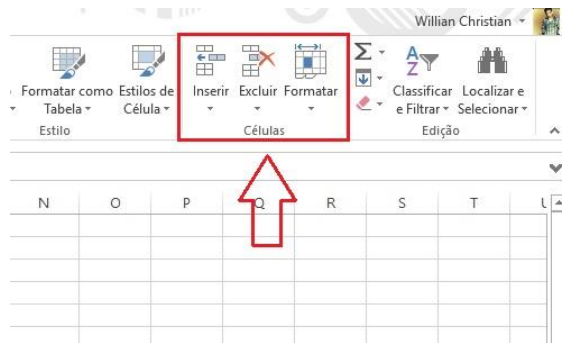 Willian Christian
Formatar como Tabela
Estilos de Célula
Inserir
Excluir
Formatar
Classificar e Filtrar
Localizar e Selecionar
Estilo
Células
Edição
N O P Q R S T